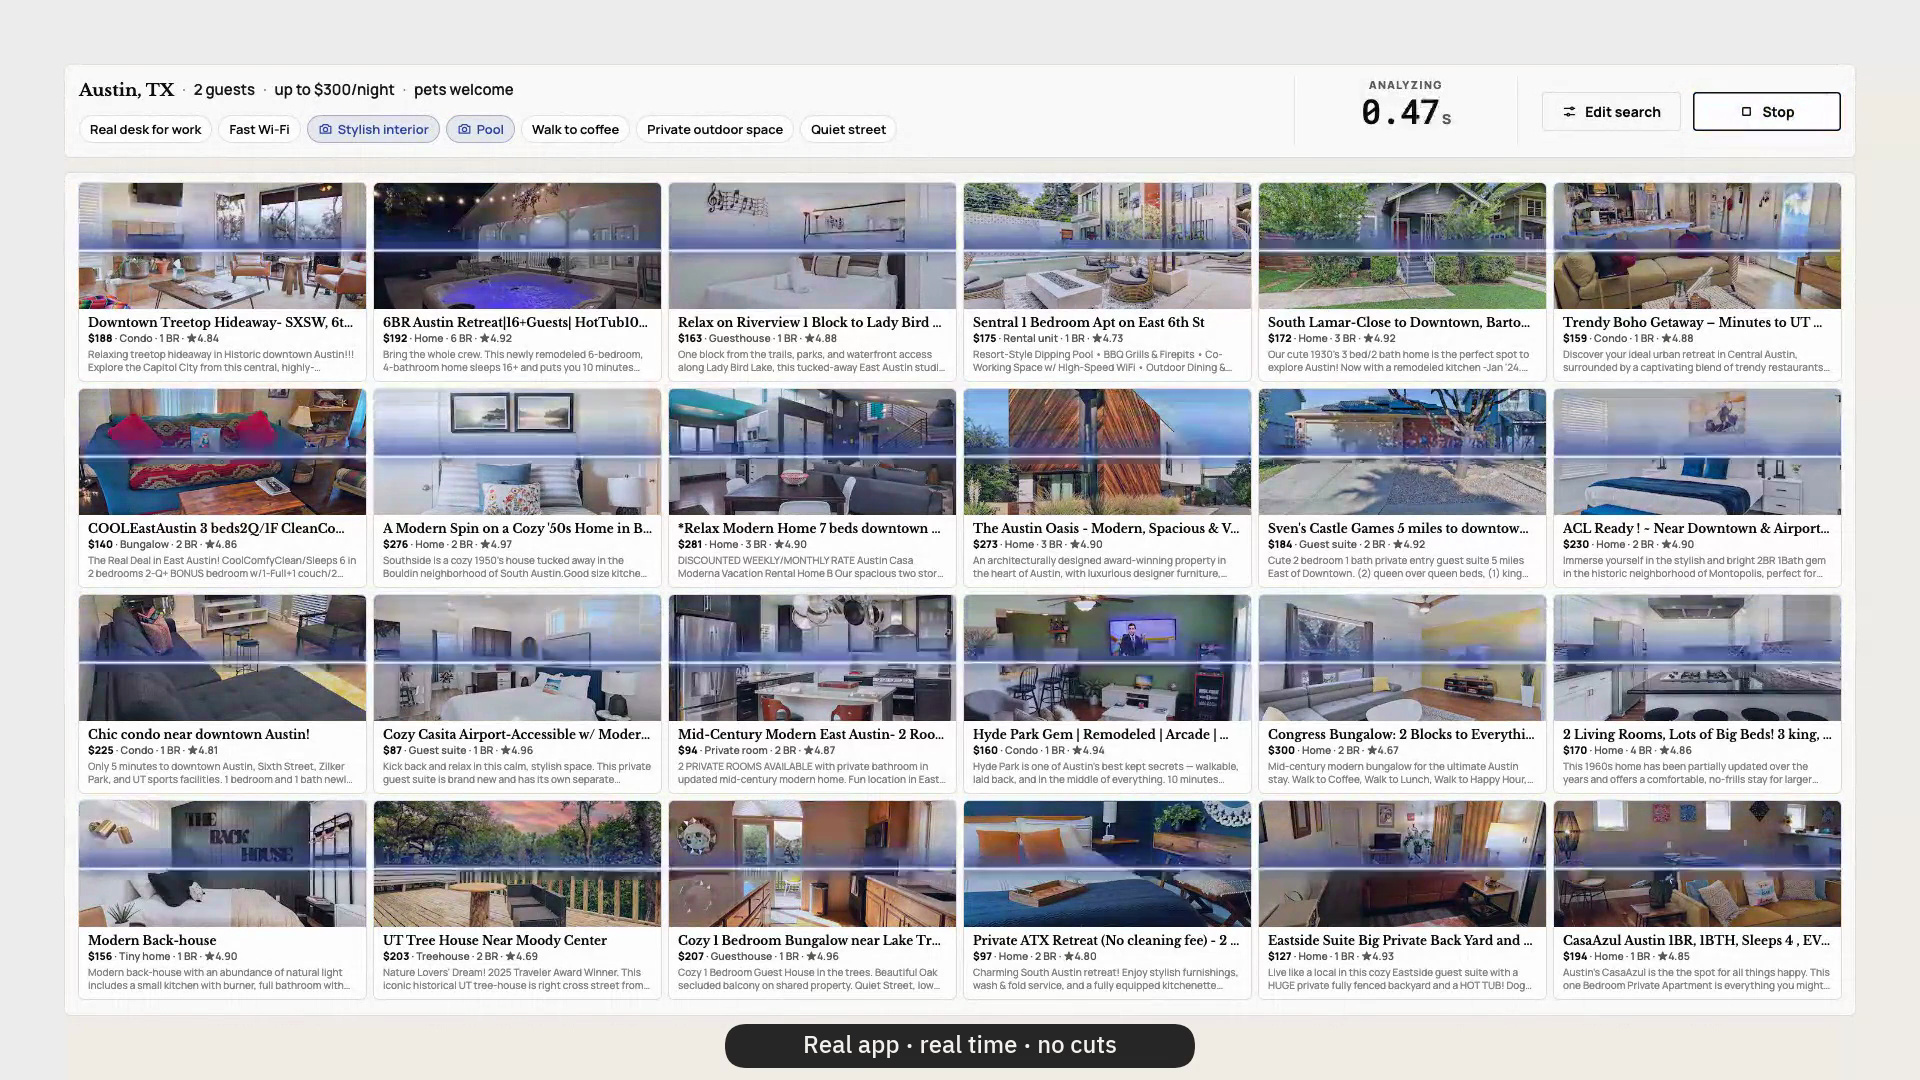 Austin, TX · 2 guests · up to $300/night · pets welcome
Real desk for work
Fast Wi-Fi
Stylish interior
Pool
Walk to coffee
Private outdoor space
Quiet street
ANALYZING
0.47s
Edit search
Stop
Downtown Treetop Hideaway- SXSW, 6t...
$188 · Condo · 1 BR · ★4.84
Relaxing treetop hideaway in Historic downtown Austin!!!
Explore the Capitol City from this central, highly-...
6BR Austin Retreat|16+Guests| HotTub10...
$192 · Home · 6 BR · ★4.92
Bring the whole crew. This newly remodeled 6-bedroom,
4-bathroom home sleeps 16+ and puts you 10 minutes...
Relax on Riverview 1 Block to Lady Bird ...
$163 · Guesthouse · 1 BR · ★4.88
One block from the trails, parks, and waterfront access
along Lady Bird Lake, this tucked-away East Austin studi...
Sentral 1 Bedroom Apt on East 6th St
$175 · Rental unit · 1 BR · ★4.73
Resort-Style Dipping Pool • BBQ Grills & Firepits • Co-
Working Space w/ High-Speed WiFi • Outdoor Dining &...
South Lamar-Close to Downtown, Barto...
$172 · Home · 3 BR · ★4.92
Our cute 1930's 3 bed/2 bath home is the perfect spot to
explore Austin! Now with a remodeled kitchen -Jan '24....
Trendy Boho Getaway – Minutes to UT ...
$159 · Condo · 1 BR · ★4.88
Discover your ideal urban retreat in Central Austin,
surrounded by a captivating blend of trendy restaurants...
COOLEastAustin 3 beds2Q/1F CleanCo...
$140 · Bungalow · 2 BR · ★4.86
The Real Deal in East Austin! CoolComfyClean/Sleeps 6 in
2 bedrooms 2-Q+ BONUS bedroom w/1-Full+1 couch/2...
A Modern Spin on a Cozy '50s Home in B...
$276 · Home · 2 BR · ★4.97
Southside is a cozy 1950's house tucked away in the
Bouldin neighborhood of South Austin.Good size kitche...
*Relax Modern Home 7 beds downtown ...
$281 · Home · 3 BR · ★4.90
DISCOUNTED WEEKLY/MONTHLY RATE Austin Casa
Moderna Vacation Rental Home B Our spacious two stor...
The Austin Oasis - Modern, Spacious & V...
$273 · Home · 3 BR · ★4.90
An architecturally designed award-winning property in
the heart of Austin, with luxurious designer furniture,...
Sven's Castle Games 5 miles to downtow...
$184 · Guest suite · 2 BR · ★4.92
Cute 2 bedroom 1 bath private entry guest suite 5 miles
East of Downtown. (2) queen over queen beds, (1) king...
ACL Ready ! ~ Near Downtown & Airport...
$230 · Home · 2 BR · ★4.90
Immerse yourself in the stylish and bright 2BR 1Bath gem
in the historic neighborhood of Montopolis, perfect for...
Chic condo near downtown Austin!
$225 · Condo · 1 BR · ★4.81
Only 5 minutes to downtown Austin, Sixth Street, Zilker
Park, and UT sports facilities. 1 bedroom and 1 bath newl...
Cozy Casita Airport-Accessible w/ Moder...
$87 · Guest suite · 1 BR · ★4.96
Kick back and relax in this calm, stylish space. This private
guest suite is brand new and has its own separate...
Mid-Century Modern East Austin- 2 Roo...
$94 · Private room · 2 BR · ★4.87
2 PRIVATE ROOMS AVAILABLE with private bathroom in
updated mid-century modern home. Fun location in East...
Hyde Park Gem | Remodeled | Arcade | ...
$160 · Condo · 1 BR · ★4.94
Hyde Park is one of Austin's best kept secrets — walkable,
laid back, and in the middle of everything. 10 minutes...
Congress Bungalow: 2 Blocks to Everythi...
$300 · Home · 2 BR · ★4.67
Mid-century modern bungalow for the ultimate Austin
stay. Walk to Coffee, Walk to Lunch, Walk to Happy Hour,...
2 Living Rooms, Lots of Big Beds! 3 king, ...
$170 · Home · 4 BR · ★4.86
This 1960s home has been partially updated over the
years and offers a comfortable, no-frills stay for larger...
THE
BACK
HOUSE
Modern Back-house
$156 · Tiny home · 1 BR · ★4.90
Modern back-house with an abundance of natural light
includes a small kitchen with burner, full bathroom with...
UT Tree House Near Moody Center
$203 · Treehouse · 2 BR · ★4.69
Nature Lovers' Dream! 2025 Traveler Award Winner. This
iconic historical UT tree-house is right cross street from...
Cozy 1 Bedroom Bungalow near Lake Tr...
$207 · Guesthouse · 1 BR · ★4.96
Cozy 1 Bedroom Guest House in the trees. Beautiful Oak
secluded balcony on shared property. Quiet Street, low...
Private ATX Retreat (No cleaning fee) - 2 ...
$97 · Home · 2 BR · ★4.80
Charming South Austin retreat! Enjoy stylish furnishings,
wash & fold service, and a fully equipped kitchenette...
Eastside Suite Big Private Back Yard and ...
$127 · Home · 1 BR · ★4.93
Live like a local in this cozy Eastside guest suite with a
HUGE private fully fenced backyard and a HOT TUB! Dog...
CasaAzul Austin 1BR, 1BTH, Sleeps 4 , EV...
$194 · Home · 1 BR · ★4.85
Austin's CasaAzul is the the spot for all things happy. This
one Bedroom Private Apartment is everything you might...
Real app · real time · no cuts